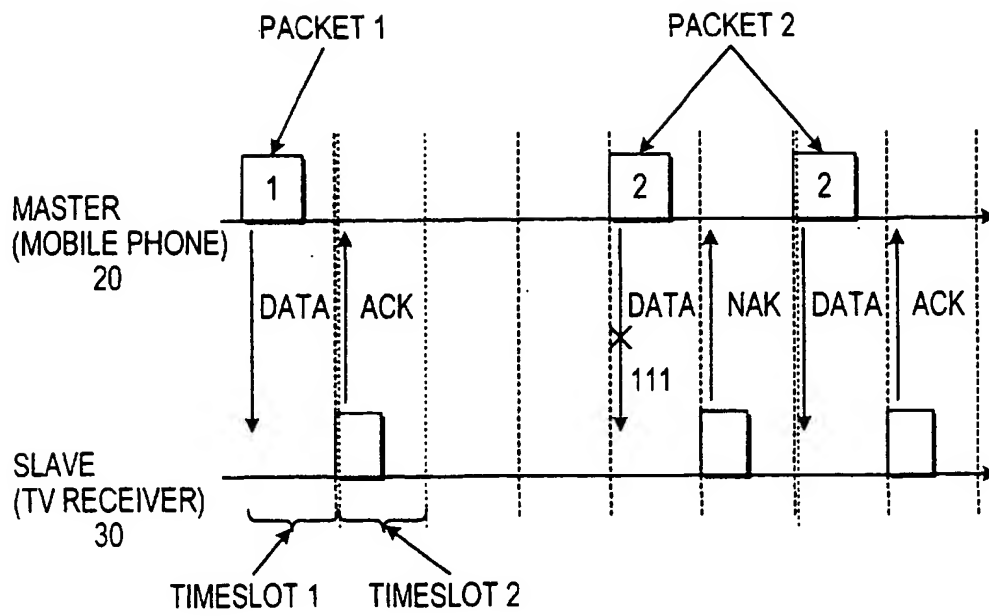 PACKET 1
PACKET 2
1
2
2
MASTER
(MOBILE PHONE)
20
DATA
ACK
DATA
NAK
DATA
ACK
111
SLAVE
(TV RECEIVER)
30
TIMESLOT 1
TIMESLOT 2